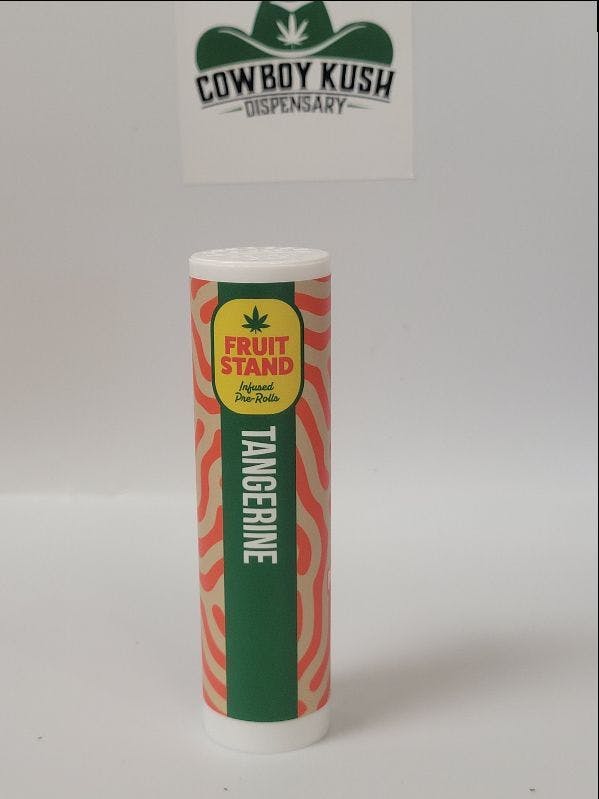 COWBOY KUSH
DISPENSARY
FRUIT
STAND
Infused
Pre-Rolls
TANGERINE